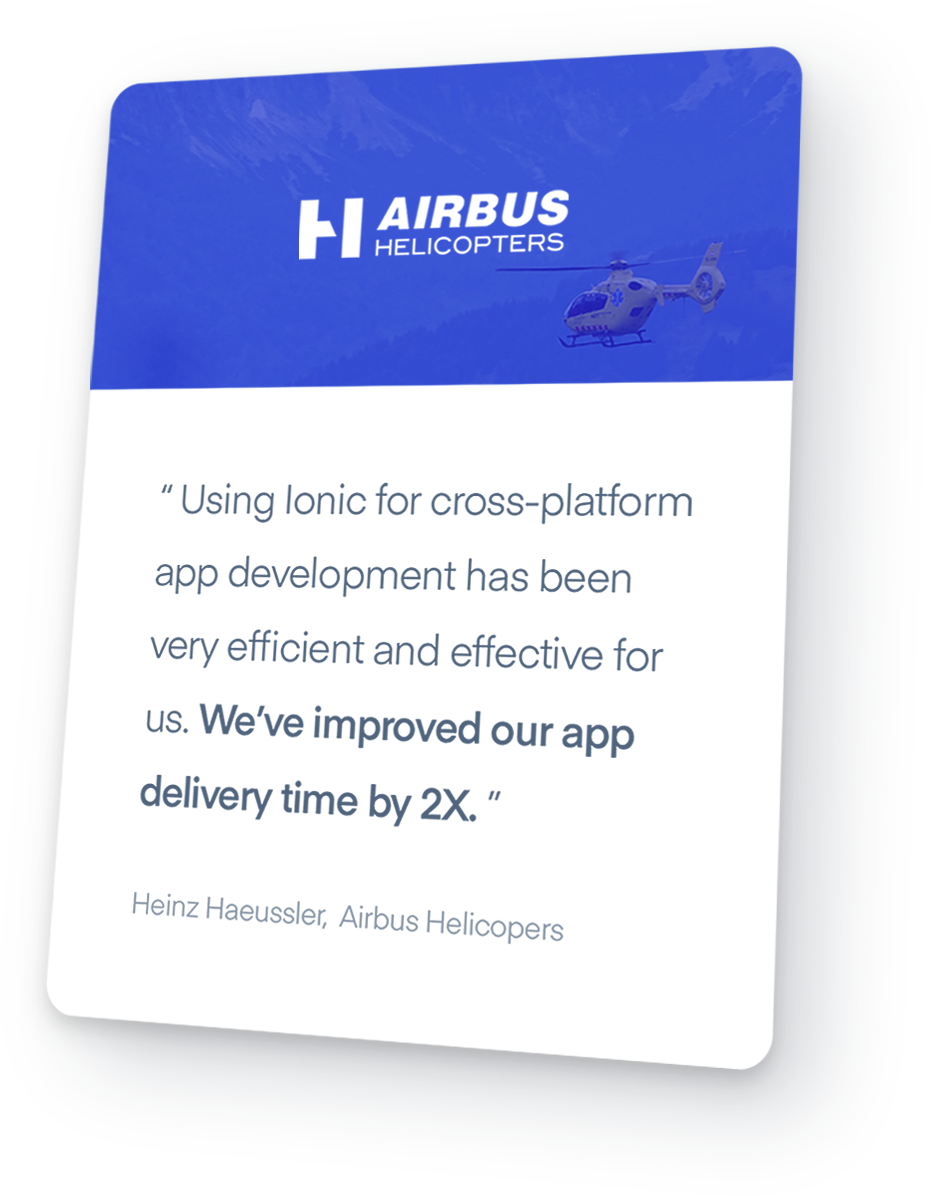 AIRBUS
HELICOPTERS
“ Using Ionic for cross-platform
app development has been
very efficient and effective for
us. We’ve improved our app
delivery time by 2X. ”
Heinz Haeussler, Airbus Helicopers